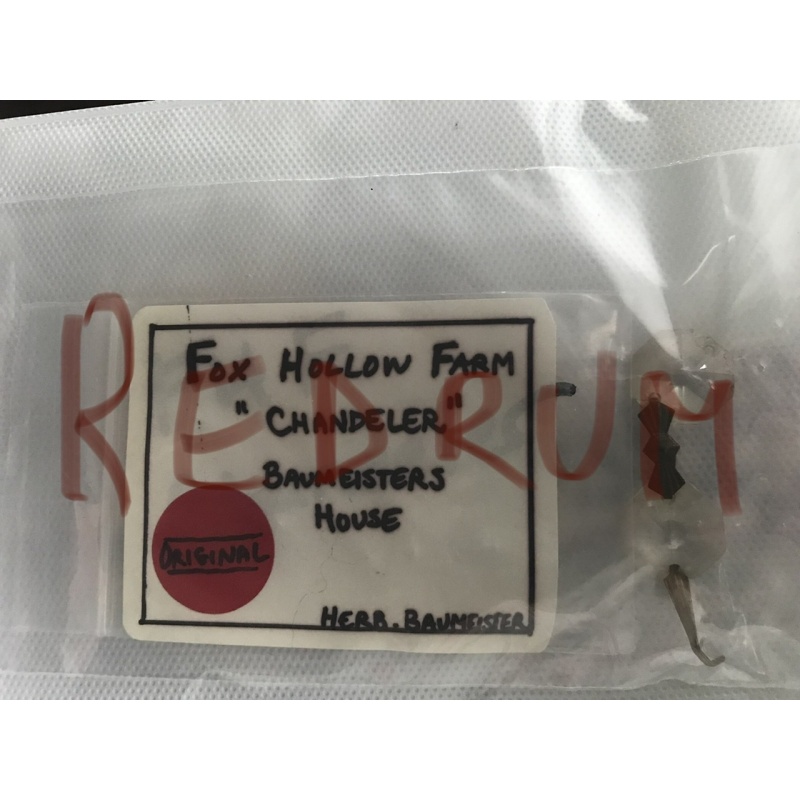 REDRUM
FOX HOLLOW FARM
"CHANDELER"
BAUMEISTERS
HOUSE
ORIGINAL
HERB. BAUMEISTER